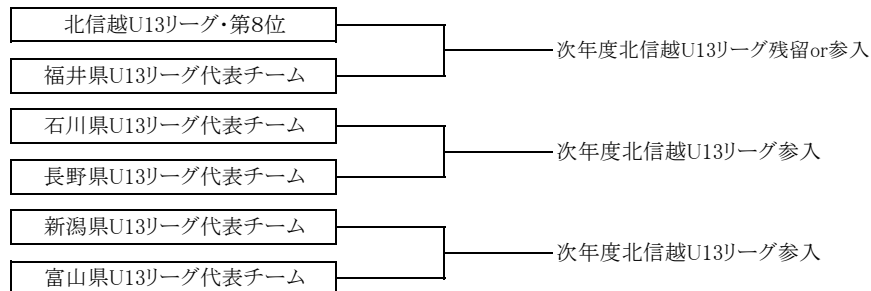 北信越U13リーグ・第8位
次年度北信越U13リーグ残留or参入
福井県U13リーグ代表チーム
石川県U13リーグ代表チーム
次年度北信越U13リーグ参入
長野県U13リーグ代表チーム
新潟県U13リーグ代表チーム
次年度北信越U13リーグ参入
富山県U13リーグ代表チーム